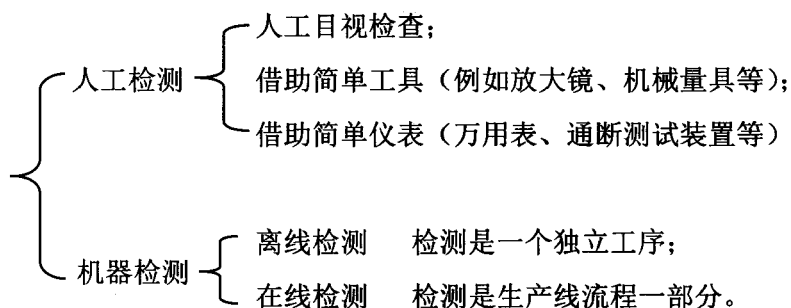 人工目视检查;
人工检测
借助简单工具(例如放大镜、机械量具等);
借助简单仪表(万用表、通断测试装置等)
离线检测 检测是一个独立工序;
机器检测
在线检测 检测是生产线流程一部分。